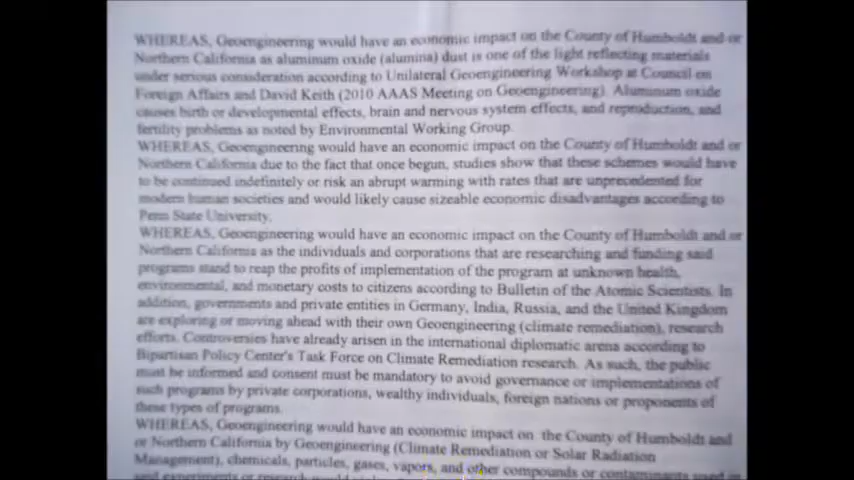 WHEREAS, Geoengineering would have an economic impact on the County of Humboldt and or
Northern California as aluminum oxide (alumina) dust is one of the light reflecting materials
under serious consideration according to Unilateral Geoengineering Workshop at Council on
Foreign Affairs and David Keith (2010 AAAS Meeting on Geoengineering). Aluminum oxide
causes birth or developmental effects, brain and nervous system effects, and reproduction, and
fertility problems as noted by Environmental Working Group.
WHEREAS, Geoengineering would have an economic impact on the County of Humboldt and or
Northern California due to the fact that once begun, studies show that these schemes would have
to be continued indefinitely or risk an abrupt warming with rates that are unprecedented for
modern human societies and would likely cause sizeable economic disadvantages according to
Penn State University.
WHEREAS, Geoengineering would have an economic impact on the County of Humboldt and or
Northern California as the individuals and corporations that are researching and funding said
programs stand to reap the profits of implementation of the program at unknown health,
environmental, and monetary costs to citizens according to Bulletin of the Atomic Scientists. In
addition, governments and private entities in Germany, India, Russia, and the United Kingdom
are exploring or moving ahead with their own Geoengineering (climate remediation), research
efforts. Controversies have already arisen in the international diplomatic arena according to
Bipartisan Policy Center's Task Force on Climate Remediation research. As such, the public
must be informed and consent must be mandatory to avoid governance or implementations of
such programs by private corporations, wealthy individuals, foreign nations or proponents of
these types of programs.
WHEREAS, Geoengineering would have an economic impact on the County of Humboldt and
or Northern California by Geoengineering (Climate Remediation or Solar Radiation
Management), chemicals, particles, gases, vapors, and other compounds or contaminants used in